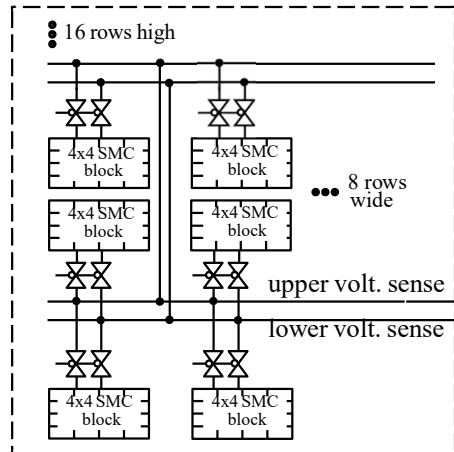 16 rows high
4x4 SMC
block
4x4 SMC
block
8 rows
wide
4x4 SMC
block
4x4 SMC
block
upper volt. sense
lower volt. sense
4x4 SMC
block
4x4 SMC
block